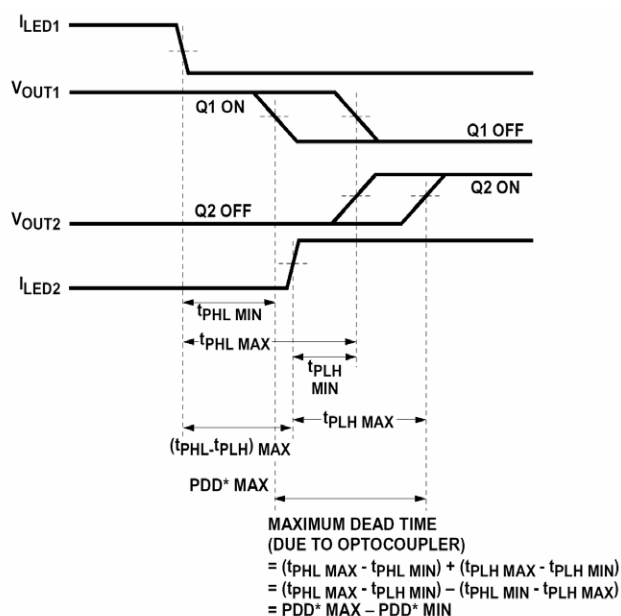 ILED1
VOUT1
Q1 ON
Q1 OFF
Q2 ON
Q2 OFF
VOUT2
ILED2
tPHL MIN
tPHL MAX
tPLH
MIN
tPLH MAX
(tPHL-tPLH) MAX
PDD* MAX
MAXIMUM DEAD TIME
(DUE TO OPTOCOUPLER)
= (tPHL MAX - tPHL MIN) + (tPLH MAX - tPLH MIN)
= (tPHL MAX - tPLH MIN) – (tPHL MIN - tPLH MAX)
= PDD* MAX – PDD* MIN